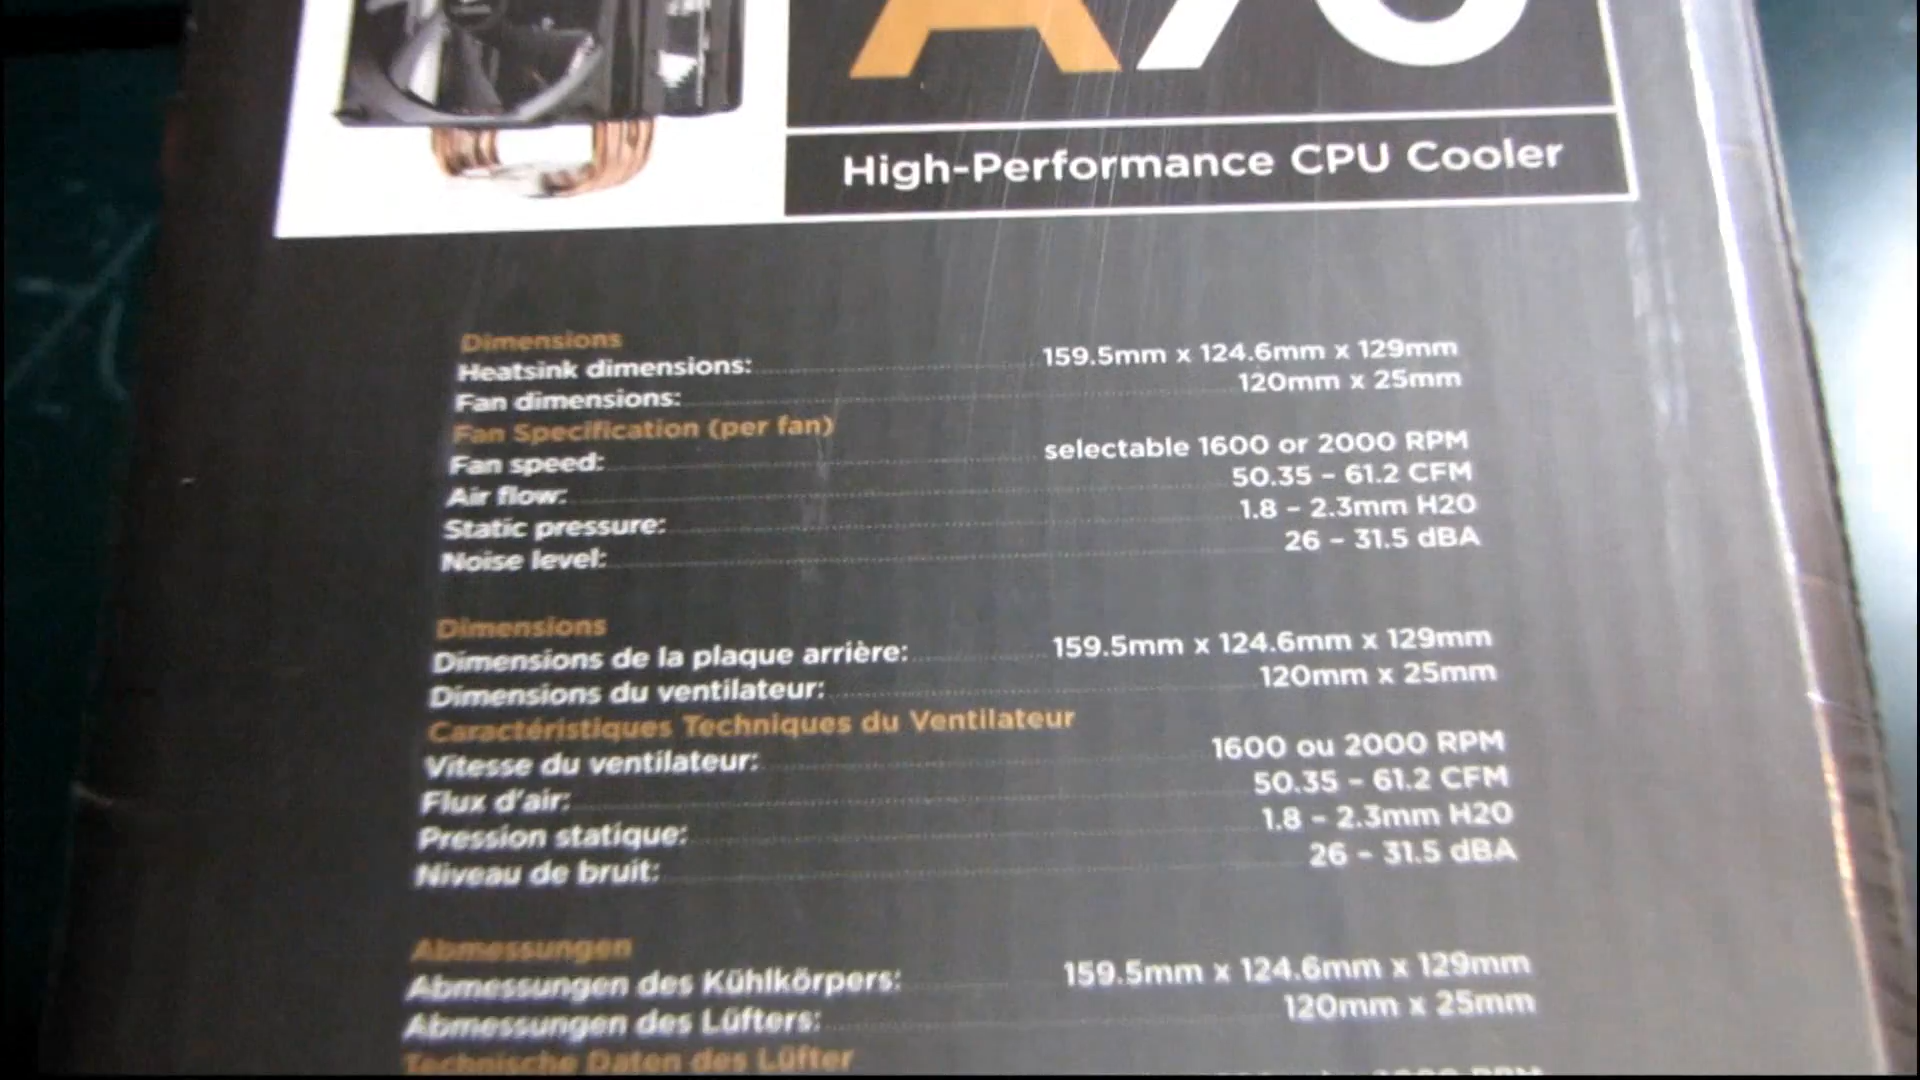 A70
High-Performance CPU Cooler
Dimensions
Heatsink dimensions: 159.5mm x 124.6mm x 129mm
Fan dimensions: 120mm x 25mm
Fan Specification (per fan)
Fan speed: selectable 1600 or 2000 RPM
Air flow: 50.35 – 61.2 CFM
Static pressure: 1.8 – 2.3mm H20
Noise level: 26 – 31.5 dBA
Dimensions
Dimensions de la plaque arrière: 159.5mm x 124.6mm x 129mm
Dimensions du ventilateur: 120mm x 25mm
Caractéristiques Techniques du Ventilateur
Vitesse du ventilateur: 1600 ou 2000 RPM
Flux d'air: 50.35 – 61.2 CFM
Pression statique: 1.8 – 2.3mm H20
Niveau de bruit: 26 – 31.5 dBA
Abmessungen
Abmessungen des Kühlkörpers: 159.5mm x 124.6mm x 129mm
Abmessungen des Lüfters: 120mm x 25mm
Technische Daten des Lüfter